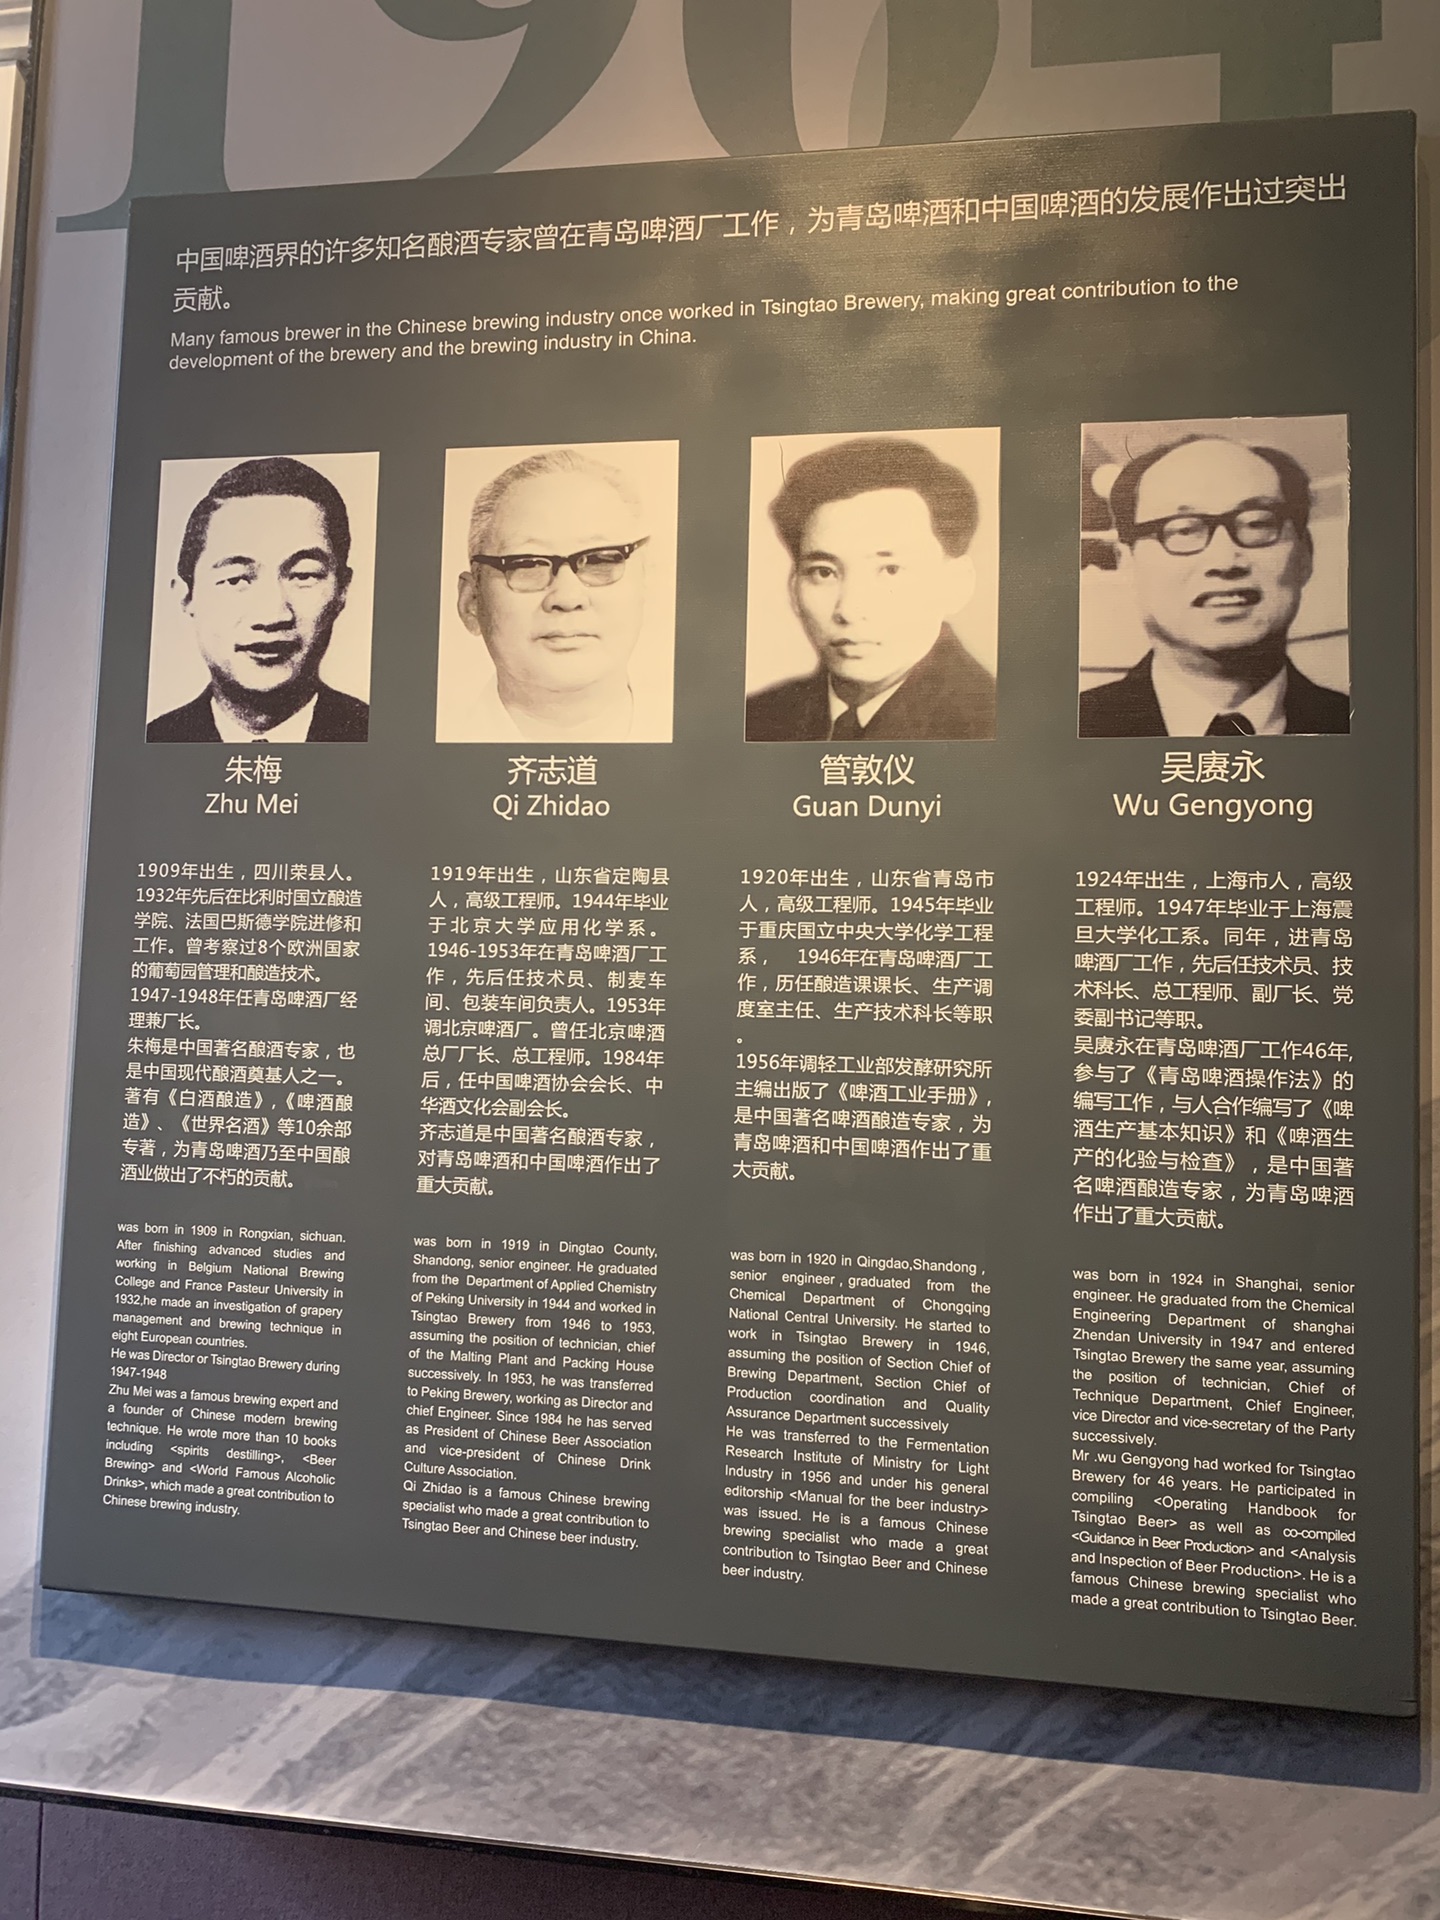 1904
中国啤酒界的许多知名酿酒专家曾在青岛啤酒厂工作，为青岛啤酒和中国啤酒的发展作出过突出
贡献。
Many famous brewer in the Chinese brewing industry once worked in Tsingtao Brewery, making great contribution to the
development of the brewery and the brewing industry in China.
朱梅
Zhu Mei
1909年出生，四川荣县人。
1932年先后在比利时国立酿造
学院、法国巴斯德学院进修和
工作。曾考察过8个欧洲国家
的葡萄园管理和酿造技术。
1947-1948年任青岛啤酒厂经
理兼厂长。
朱梅是中国著名酿酒专家，也
是中国现代酿酒奠基人之一。
著有《白酒酿造》,《啤酒酿
造》、《世界名酒》等10余部
专著，为青岛啤酒乃至中国酿
酒业做出了不朽的贡献。
was born in 1909 in Rongxian, sichuan.
After finishing advanced studies and
working in Belgium National Brewing
College and France Pasteur University in
1932,he made an investigation of grapery
management and brewing technique in
eight European countries.
He was Director or Tsingtao Brewery during
1947-1948
Zhu Mei was a famous brewing expert and
a founder of Chinese modern brewing
technique. He wrote more than 10 books
including <spirits destilling>, <Beer
Brewing> and <World Famous Alcoholic
Drinks>, which made a great contribution to
Chinese brewing industry.
齐志道
Qi Zhidao
1919年出生，山东省定陶县
人，高级工程师。1944年毕业
于北京大学应用化学系。
1946-1953年在青岛啤酒厂工
作，先后任技术员、制麦车
间、包装车间负责人。1953年
调北京啤酒厂。曾任北京啤酒
总厂厂长、总工程师。1984年
后，任中国啤酒协会会长、中
华酒文化会副会长。
齐志道是中国著名酿酒专家，
对青岛啤酒和中国啤酒作出了
重大贡献。
was born in 1919 in Dingtao County,
Shandong, senior engineer. He graduated
from the Department of Applied Chemistry
of Peking University in 1944 and worked in
Tsingtao Brewery from 1946 to 1953,
assuming the position of technician, chief
of the Malting Plant and Packing House
successively. In 1953, he was transferred
to Peking Brewery, working as Director and
chief Engineer. Since 1984 he has served
as President of Chinese Beer Association
and vice-president of Chinese Drink
Culture Association.
Qi Zhidao is a famous Chinese brewing
specialist who made a great contribution to
Tsingtao Beer and Chinese beer industry.
管敦仪
Guan Dunyi
1920年出生，山东省青岛市
人，高级工程师。1945年毕业
于重庆国立中央大学化学工程
系， 1946年在青岛啤酒厂工
作，历任酿造课课长、生产调
度室主任、生产技术科长等职
。
1956年调轻工业部发酵研究所
主编出版了《啤酒工业手册》,
是中国著名啤酒酿造专家，为
青岛啤酒和中国啤酒作出了重
大贡献。
was born in 1920 in Qingdao,Shandong ,
senior engineer , graduated from the
Chemical Department of Chongqing
National Central University. He started to
work in Tsingtao Brewery in 1946,
assuming the position of Section Chief of
Brewing Department, Section Chief of
Production coordination and Quality
Assurance Department successively
He was transferred to the Fermentation
Research Institute of Ministry for Light
Industry in 1956 and under his general
editorship <Manual for the beer industry>
was issued. He is a famous Chinese
brewing specialist who made a great
contribution to Tsingtao Beer and Chinese
beer industry.
吴赓永
Wu Gengyong
1924年出生，上海市人，高级
工程师。1947年毕业于上海震
旦大学化工系。同年，进青岛
啤酒厂工作，先后任技术员、技
术科长、总工程师、副厂长、党
委副书记等职。
吴赓永在青岛啤酒厂工作46年,
参与了《青岛啤酒操作法》的
编写工作，与人合作编写了《啤
酒生产基本知识》和《啤酒生
产的化验与检查》，是中国著
名啤酒酿造专家，为青岛啤酒
作出了重大贡献。
was born in 1924 in Shanghai, senior
engineer. He graduated from the Chemical
Engineering Department of shanghai
Zhendan University in 1947 and entered
Tsingtao Brewery the same year, assuming
the position of technician, Chief of
Technique Department, Chief Engineer,
vice Director and vice-secretary of the Party
successively.
Mr .wu Gengyong had worked for Tsingtao
Brewery for 46 years. He participated in
compiling <Operating Handbook for
Tsingtao Beer> as well as co-compiled
<Guidance in Beer Production> and <Analysis
and Inspection of Beer Production>. He is a
famous Chinese brewing specialist who
made a great contribution to Tsingtao Beer.